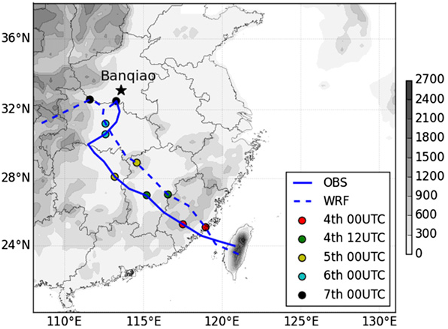 36°N
32°N
28°N
24°N
110°E
115°E
120°E
125°E
130°E
Banqiao
OBS
WRF
4th 00UTC
4th 12UTC
5th 00UTC
6th 00UTC
7th 00UTC
2700
2400
2100
1800
1500
1200
900
600
300
0